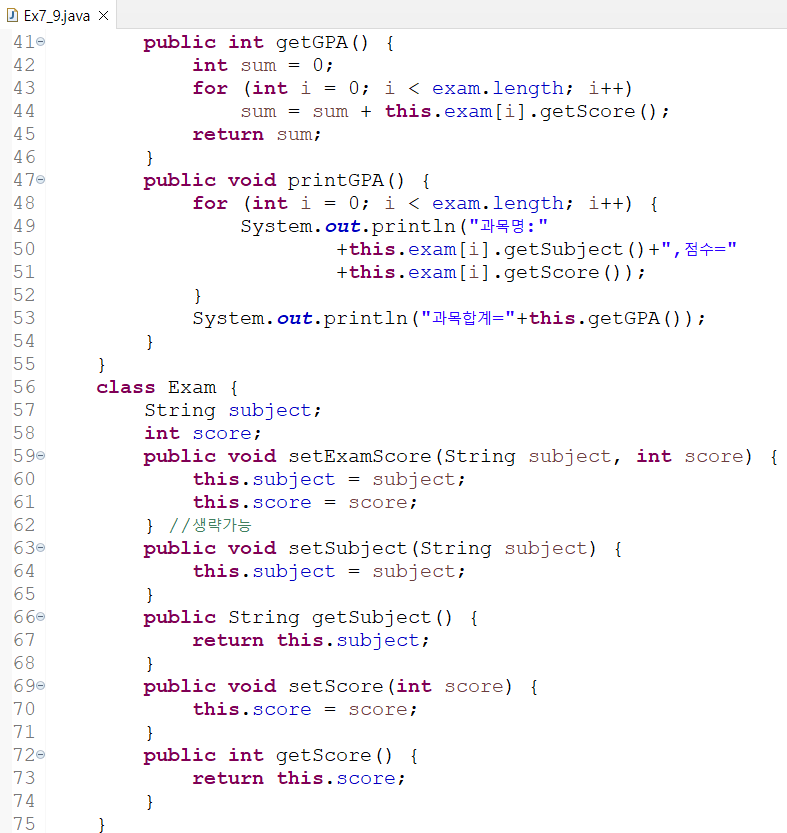 Ex7_9.java
41 public int getGPA() {
42 int sum = 0;
43 for (int i = 0; i < exam.length; i++)
44 sum = sum + this.exam[i].getScore();
45 return sum;
46 }
47 public void printGPA() {
48 for (int i = 0; i < exam.length; i++) {
49 System.out.println("과목명:"
50 +this.exam[i].getSubject()+",점수="
51 +this.exam[i].getScore());
52 }
53 System.out.println("과목합계="+this.getGPA());
54 }
55 }
56 class Exam {
57 String subject;
58 int score;
59 public void setExamScore(String subject, int score) {
60 this.subject = subject;
61 this.score = score;
62 } //생략가능
63 public void setSubject(String subject) {
64 this.subject = subject;
65 }
66 public String getSubject() {
67 return this.subject;
68 }
69 public void setScore(int score) {
70 this.score = score;
71 }
72 public int getScore() {
73 return this.score;
74 }
75 }